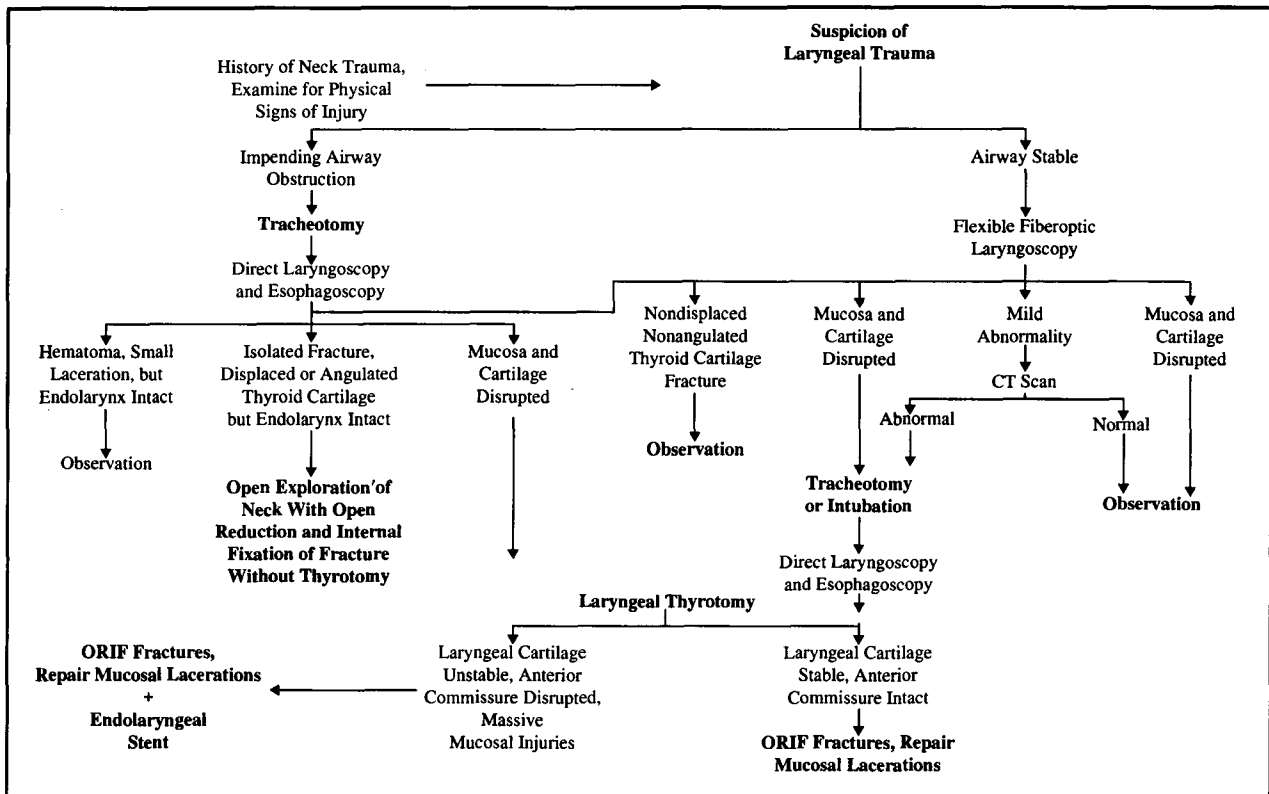 Suspicion of
Laryngeal Trauma
History of Neck Trauma,
Examine for Physical
Signs of Injury
Impending Airway
Obstruction
Airway Stable
Tracheotomy
Flexible Fiberoptic
Laryngoscopy
Direct Laryngoscopy
and Esophagoscopy
Hematoma, Small
Laceration, but
Endolarynx Intact
Isolated Fracture,
Displaced or Angulated
Thyroid Cartilage
but Endolarynx Intact
Mucosa and
Cartilage
Disrupted
Nondisplaced
Nonangulated
Thyroid Cartilage
Fracture
Mucosa and
Cartilage
Disrupted
Mild
Abnormality
Mucosa and
Cartilage
Disrupted
CT Scan
Abnormal
Normal
Observation
Observation
Open Exploration'of
Neck With Open
Reduction and Internal
Fixation of Fracture
Without Thyrotomy
Tracheotomy
or Intubation
Observation
Direct Laryngoscopy
and Esophagoscopy
Laryngeal Thyrotomy
ORIF Fractures,
Repair Mucosal Lacerations
+
Endolaryngeal
Stent
Laryngeal Cartilage
Unstable, Anterior
Commissure Disrupted,
Massive
Mucosal Injuries
Laryngeal Cartilage
Stable, Anterior
Commissure Intact
ORIF Fractures, Repair
Mucosal Lacerations